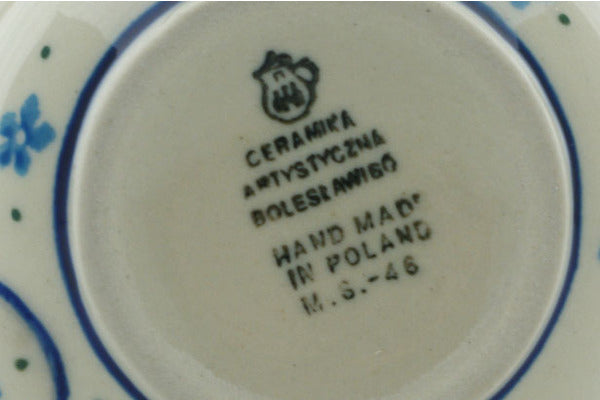 CERAMIKA
ARTYSTYCZNA
BOLESŁAWIEC
HAND MADE
IN POLAND
M.S.-46